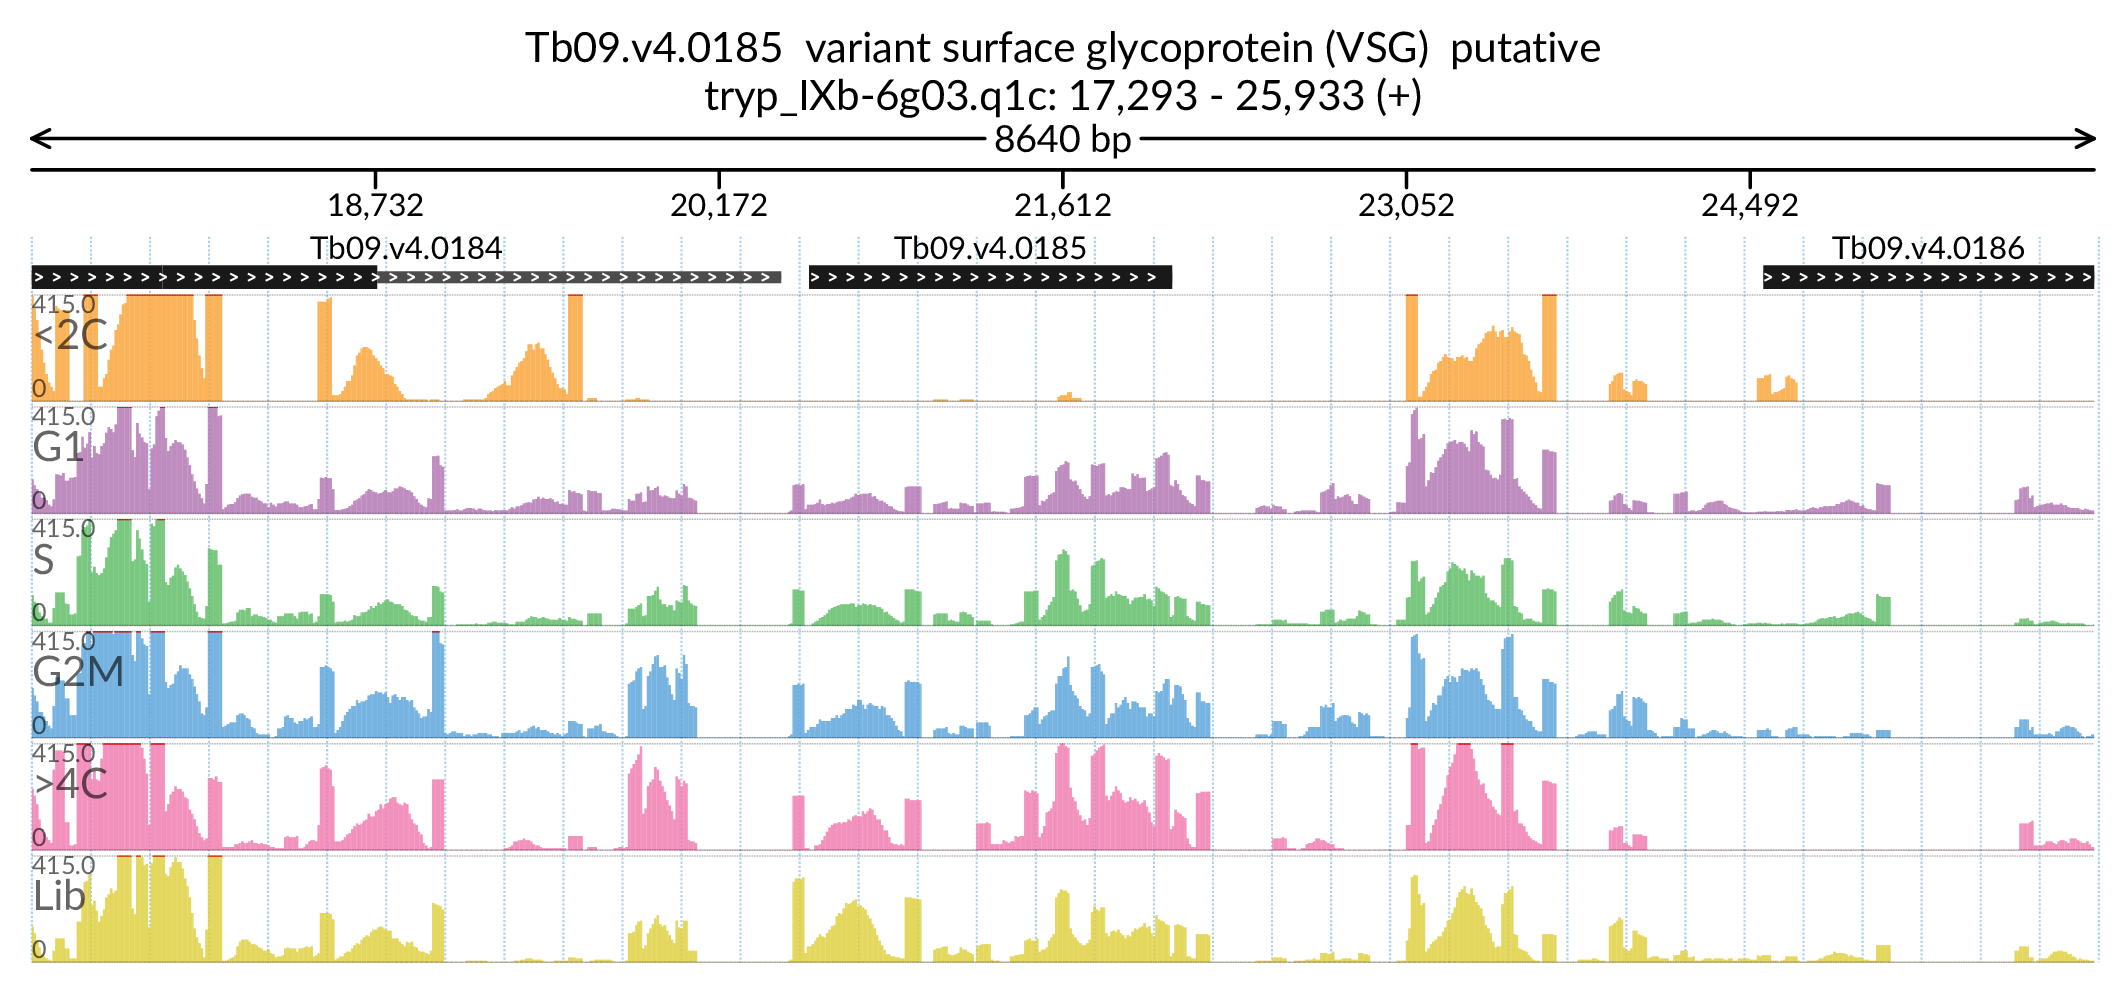 Tb09.v4.0185  variant surface glycoprotein (VSG)  putative
tryp_IXb-6g03.q1c: 17,293 - 25,933 (+)
8640 bp
18,732 20,172 21,612 23,052 24,492
Tb09.v4.0184 Tb09.v4.0185 Tb09.v4.0186
415.0
<2C
0
415.0
G1
0
415.0
S
0
415.0
G2M
0
415.0
>4C
0
415.0
Lib
0